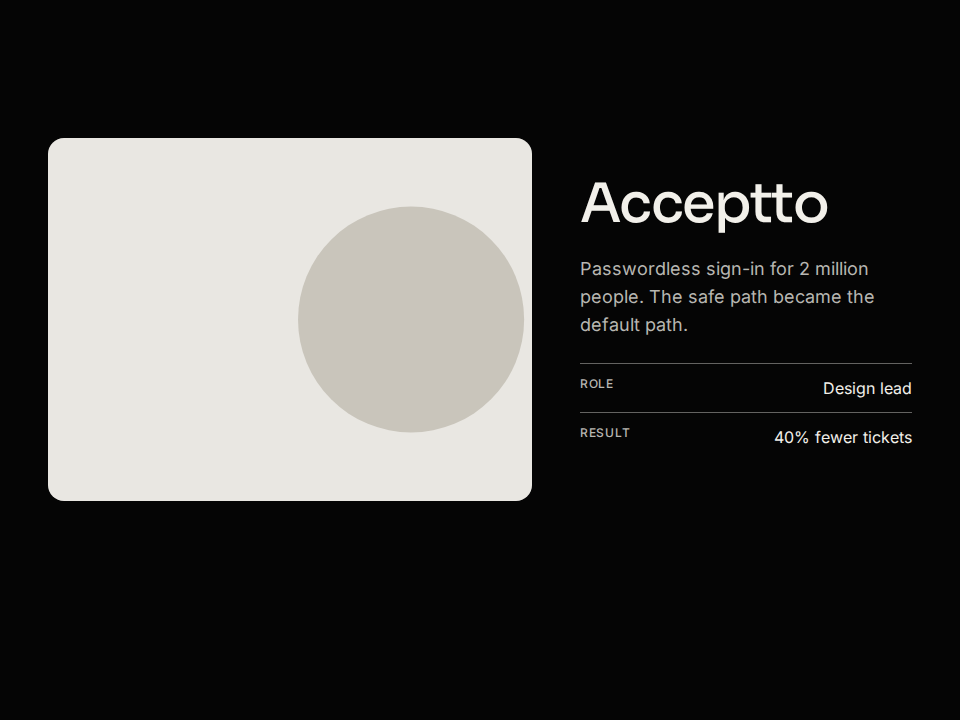 Acceptto
Passwordless sign-in for 2 million
people. The safe path became the
default path.
ROLE
Design lead
RESULT
40% fewer tickets